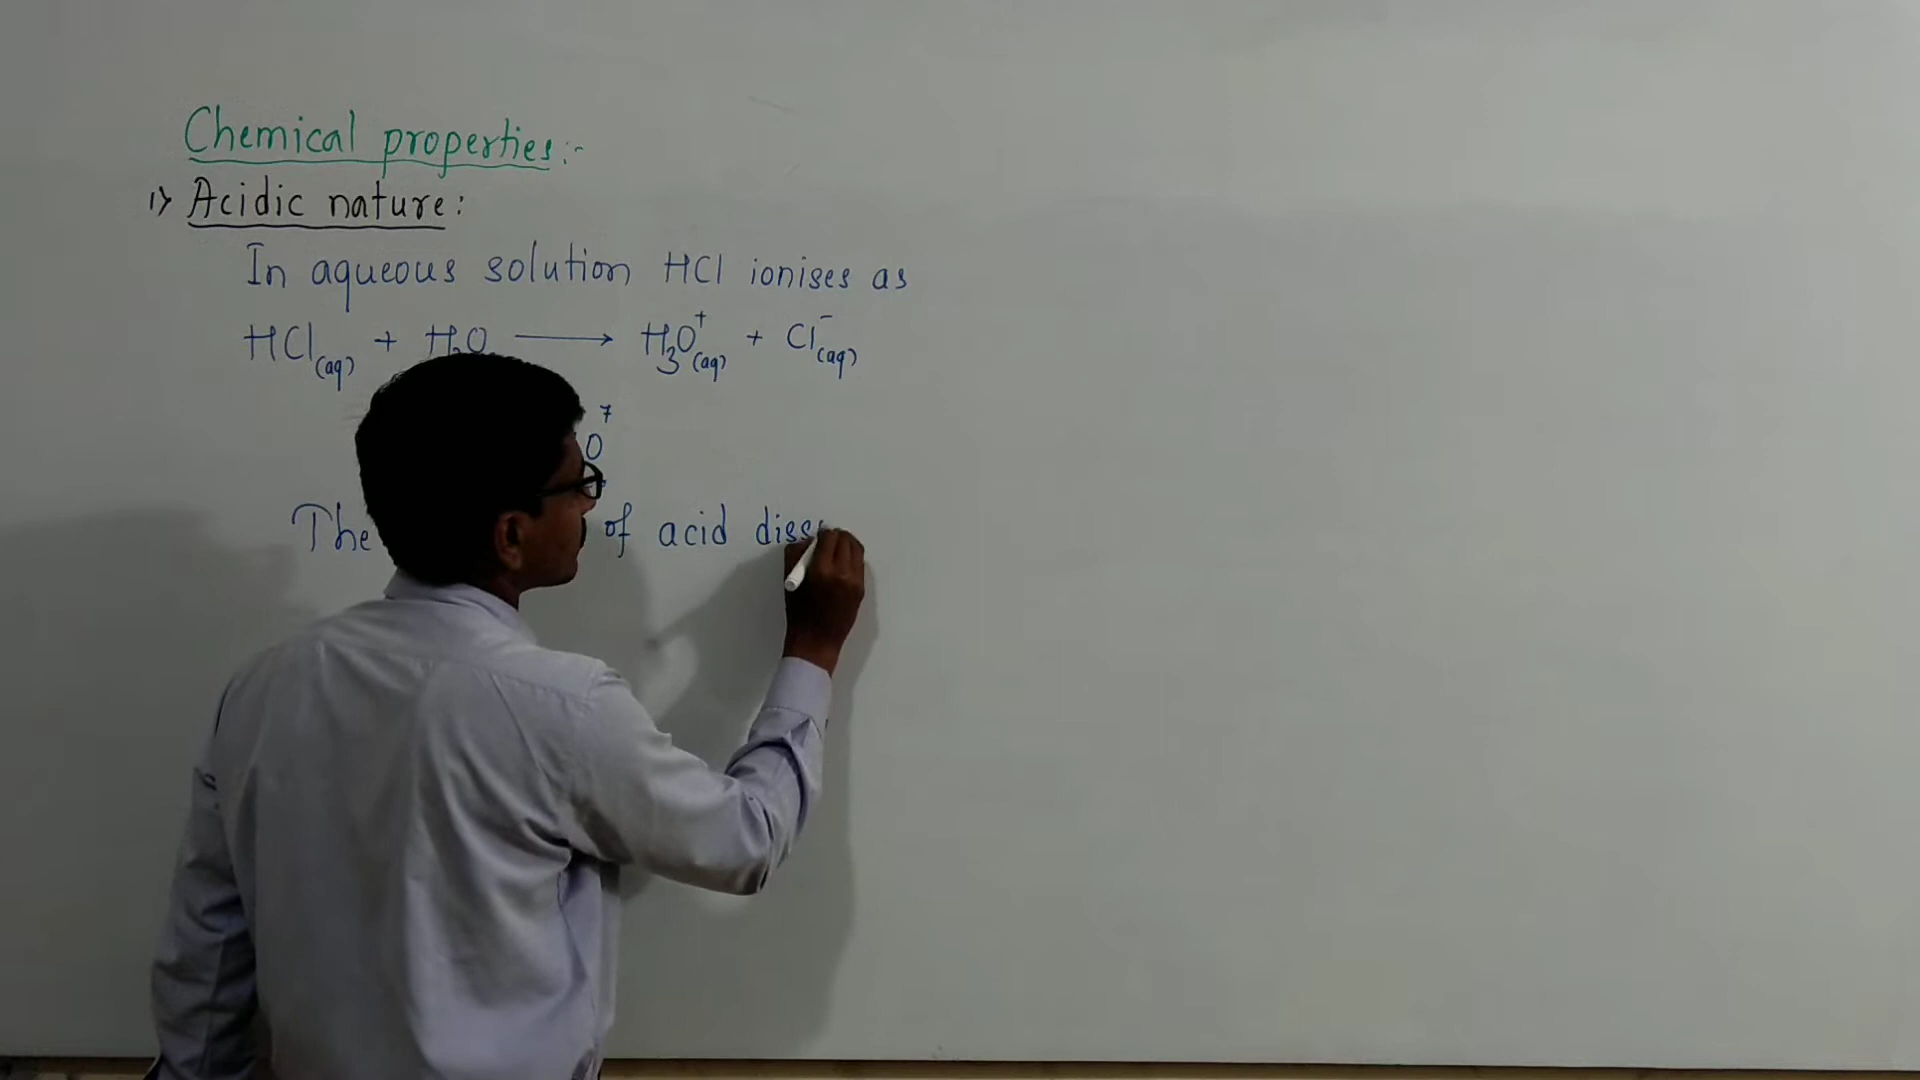 Chemical properties:-
1) Acidic nature:
In aqueous solution HCl ionises as
HCl(aq) + H₂O ⟶ H₃O⁺(aq) + Cl⁻(aq)
0⁷
The of acid diss